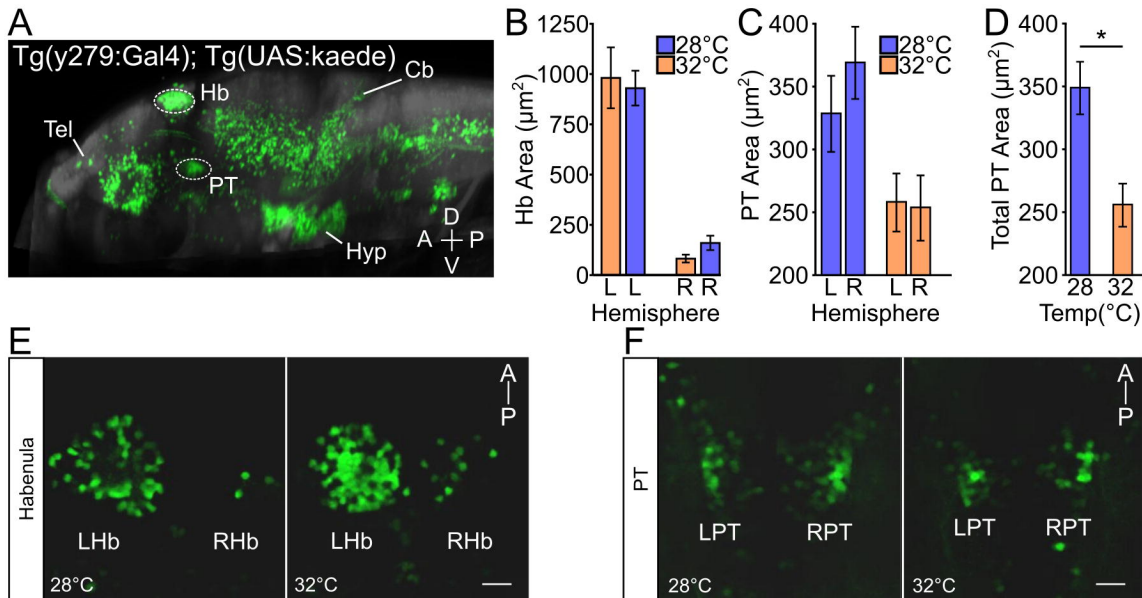 A
Tg(y279:Gal4); Tg(UAS:kaede)
Hb
Cb
Tel
PT
Hyp
D
A P
V
B
28°C
32°C
Hb Area (µm²)
1000
750
500
250
0
L L R R
Hemisphere
C
28°C
32°C
PT Area (µm²)
400
350
300
250
200
L R L R
Hemisphere
D
*
Total PT Area (µm²)
400
350
300
250
200
28 32
Temp(°C)
E
Habenula
LHb RHb
28°C
A
P
LHb RHb
32°C
F
PT
LPT RPT
28°C
A
P
LPT RPT
32°C